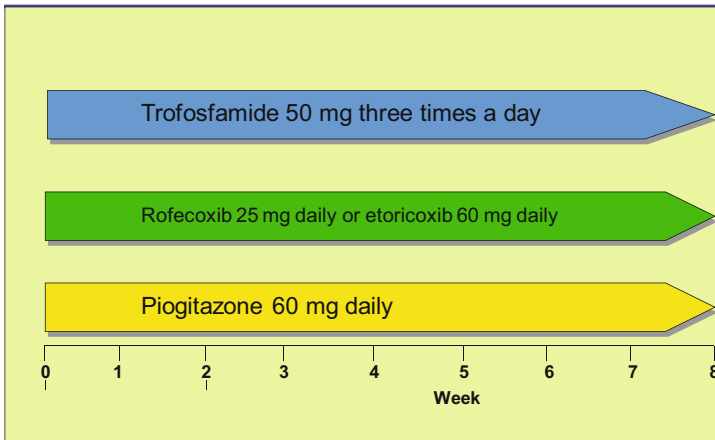 Trofosfamide 50 mg three times a day
Rofecoxib 25 mg daily or etoricoxib 60 mg daily
Piogitazone 60 mg daily
0 1 2 3 4 5 6 7 8
Week